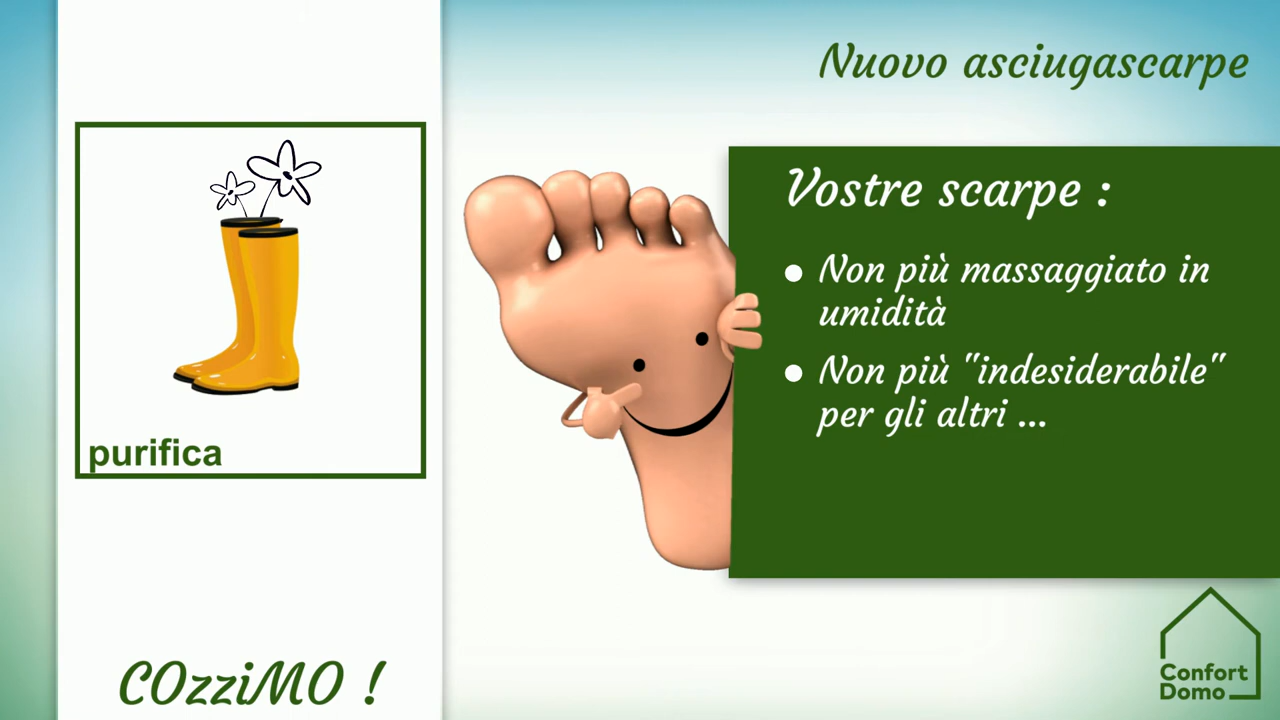 Nuovo asciugascarpe
purifica
COzziMO !
Vostre scarpe :
● Non più massaggiato in
umidità
● Non più "indesiderabile"
per gli altri ...
Confort
Domo